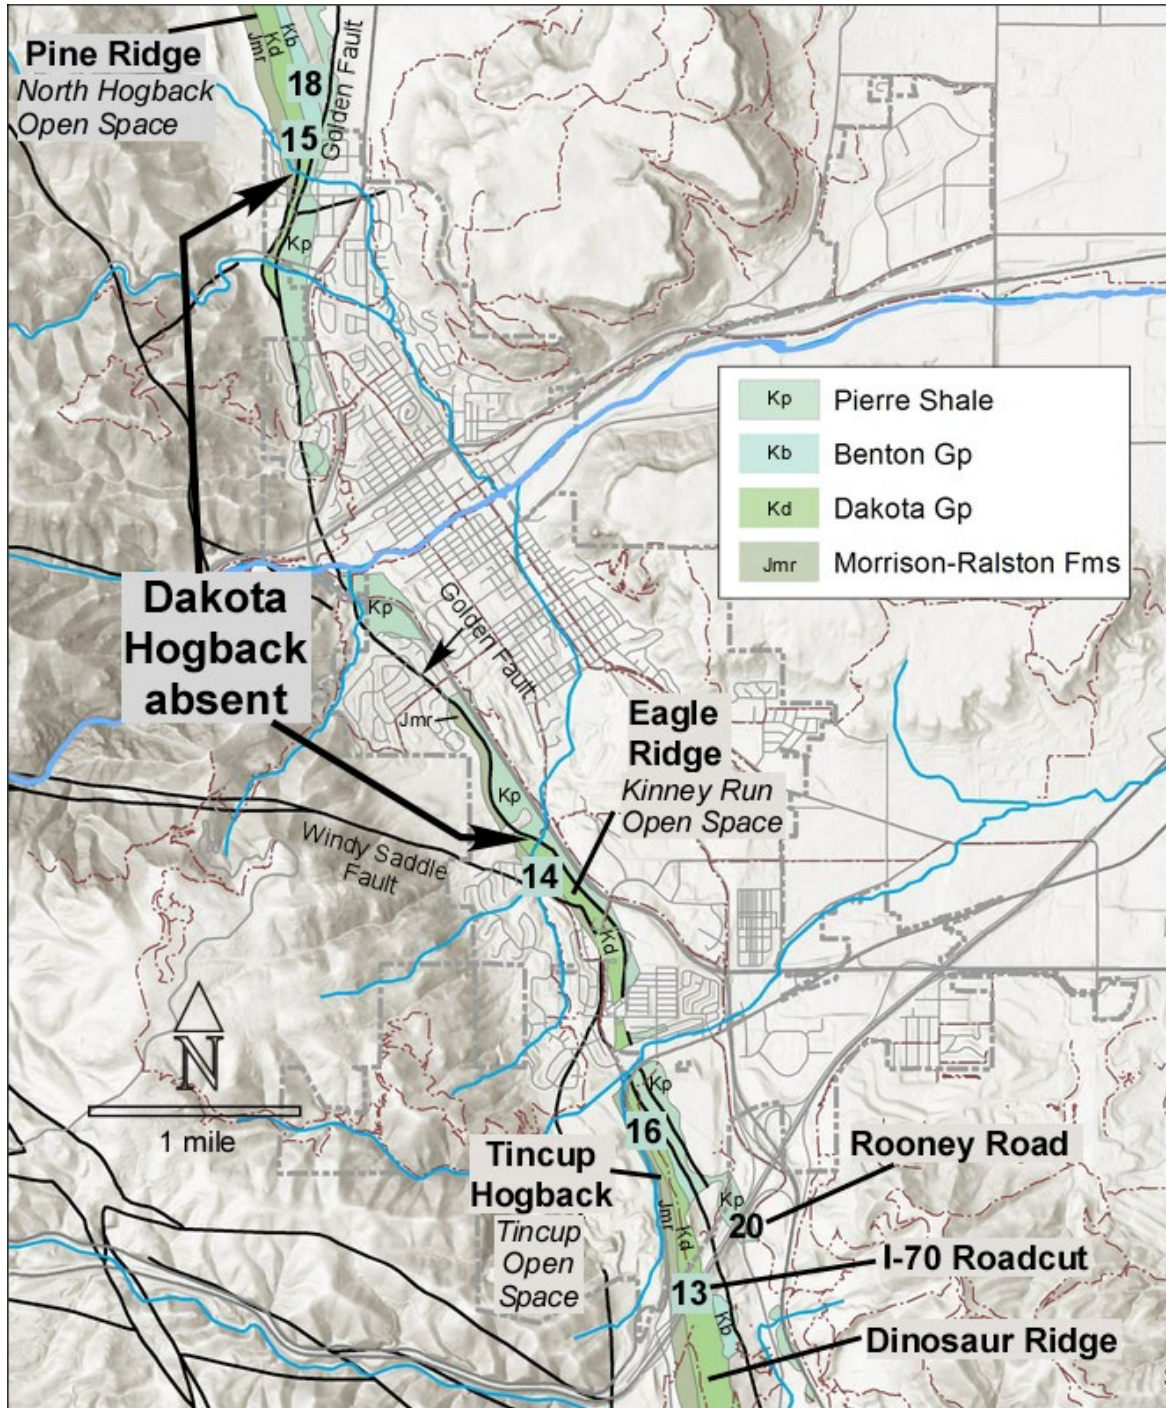 Pine Ridge
North Hogback
Open Space
Kb
Kd
Jmr
18
15
Golden Fault
Kp
Kp Pierre Shale
Kb Benton Gp
Kd Dakota Gp
Jmr Morrison-Ralston Fms
Dakota
Hogback
absent
Kp
Golden Fault
Jmr
Eagle
Ridge
Kinney Run
Open Space
Kp
Windy Saddle
Fault
14
Kd
N
1 mile
Kp
16
Tincup
Hogback
Tincup
Open
Space
Rooney Road
Kp
20
Jmr
Kd
I-70 Roadcut
13
Kb
Dinosaur Ridge